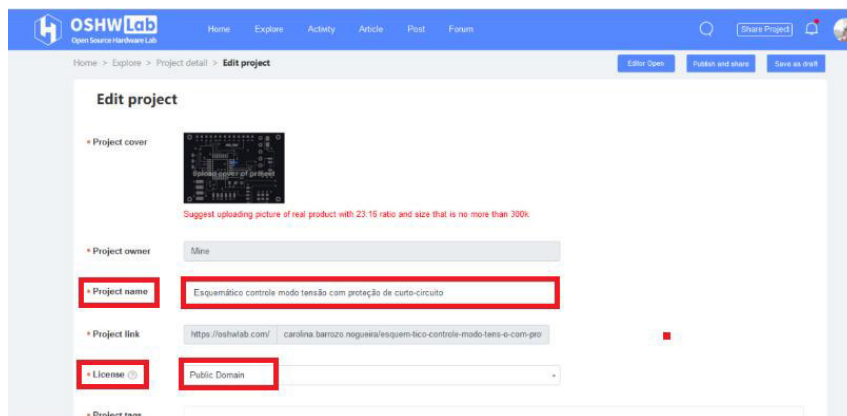 OSHWLab
Open Source Hardware Lab
Home Explore Activity Article Post Forum
Share Project
Home > Explore > Project detail > Edit project
Editor Open Publish and share Save as draft
Edit project
* Project cover
Upload cover of project
Suggest uploading picture of real product with 23:16 ratio and size that is no more than 300k
* Project owner Mine
* Project name Esquemático controle modo tensão com proteção de curto-circuito
* Project link https://oshwlab.com/ carolina.barrozo.nogueira/esquem-tico-controle-modo-tens-o-com-pro
* License Public Domain
* Project tags